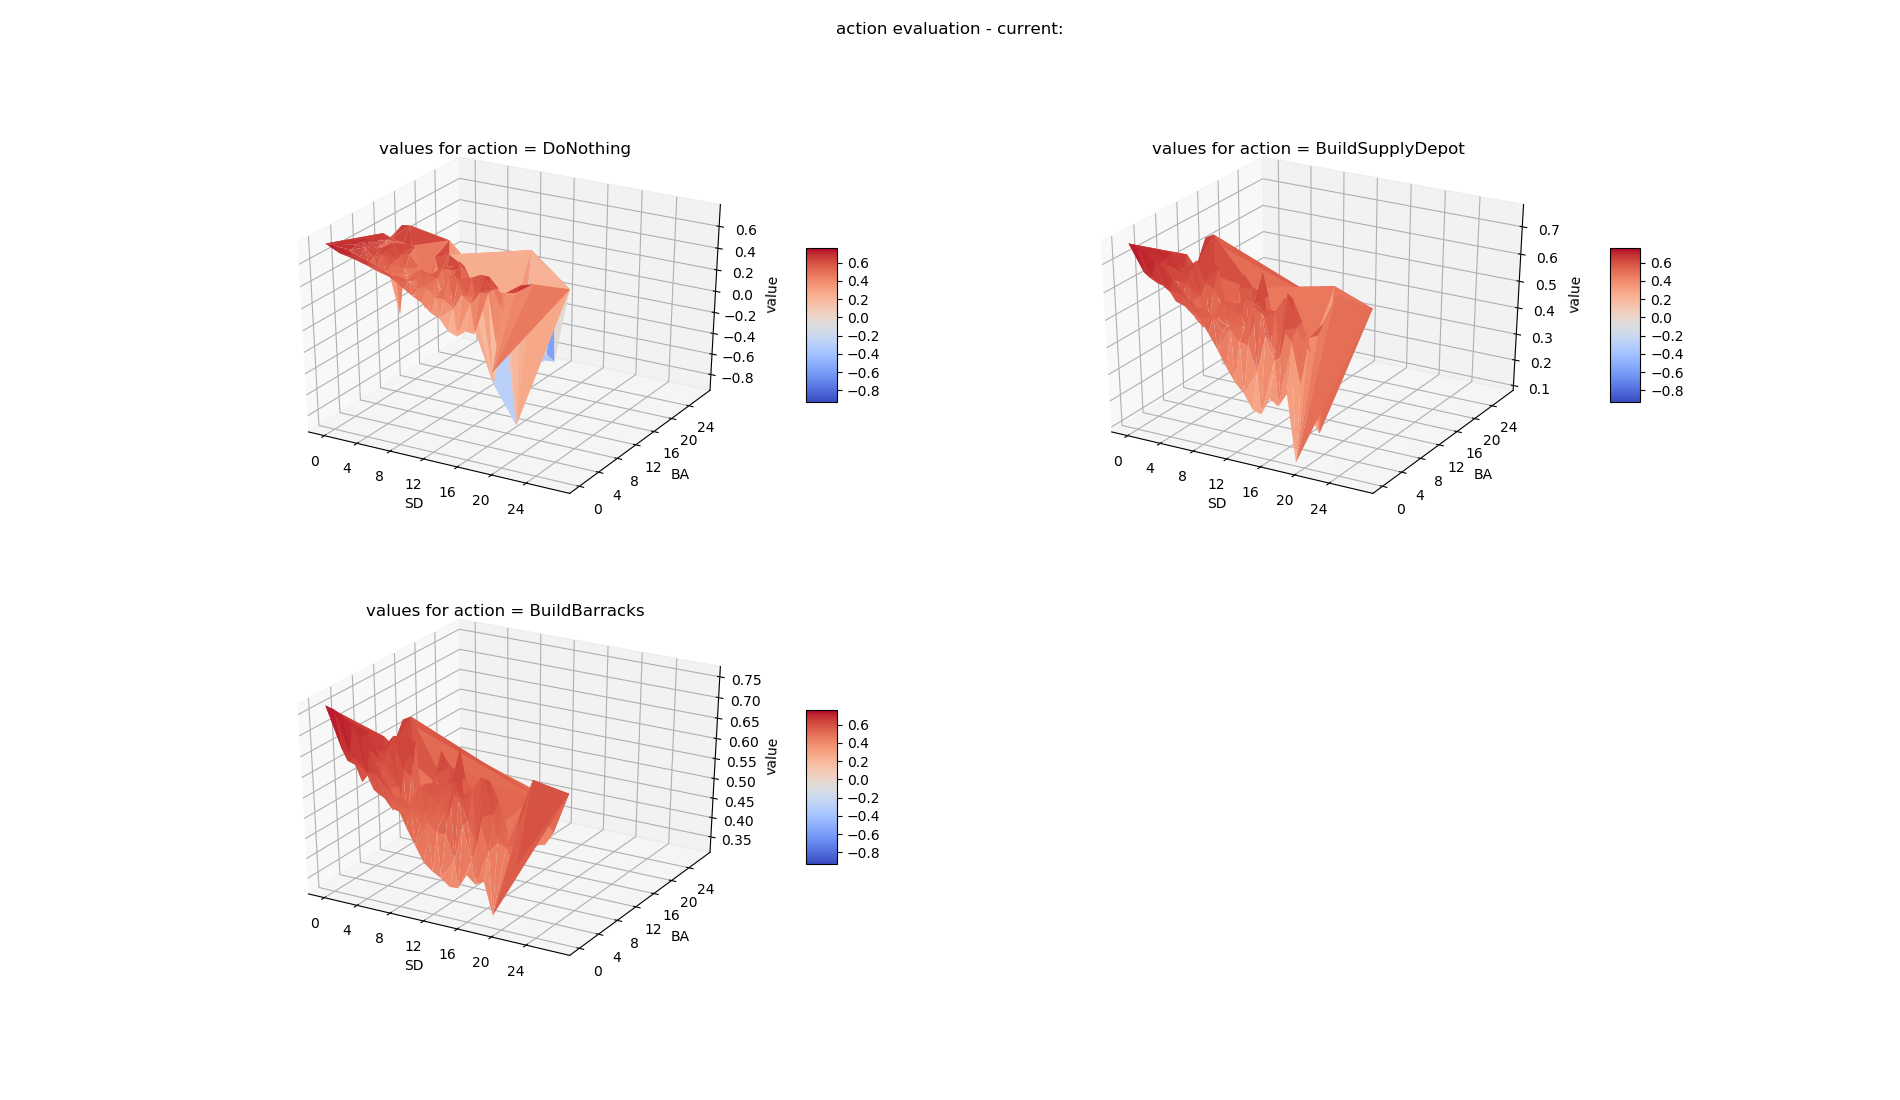 action evaluation - current:
values for action = DoNothing
0.6
0.4
0.2
0.0
−0.2
−0.4
−0.6
−0.8
value
0 4 8 12 16 20 24
SD
0 4 8 12 16 20 24
BA
0.6
0.4
0.2
0.0
−0.2
−0.4
−0.6
−0.8
values for action = BuildSupplyDepot
0.7
0.6
0.5
0.4
0.3
0.2
0.1
value
0 4 8 12 16 20 24
SD
0 4 8 12 16 20 24
BA
0.6
0.4
0.2
0.0
−0.2
−0.4
−0.6
−0.8
values for action = BuildBarracks
0.75
0.70
0.65
0.60
0.55
0.50
0.45
0.40
0.35
value
0 4 8 12 16 20 24
SD
0 4 8 12 16 20 24
BA
0.6
0.4
0.2
0.0
−0.2
−0.4
−0.6
−0.8